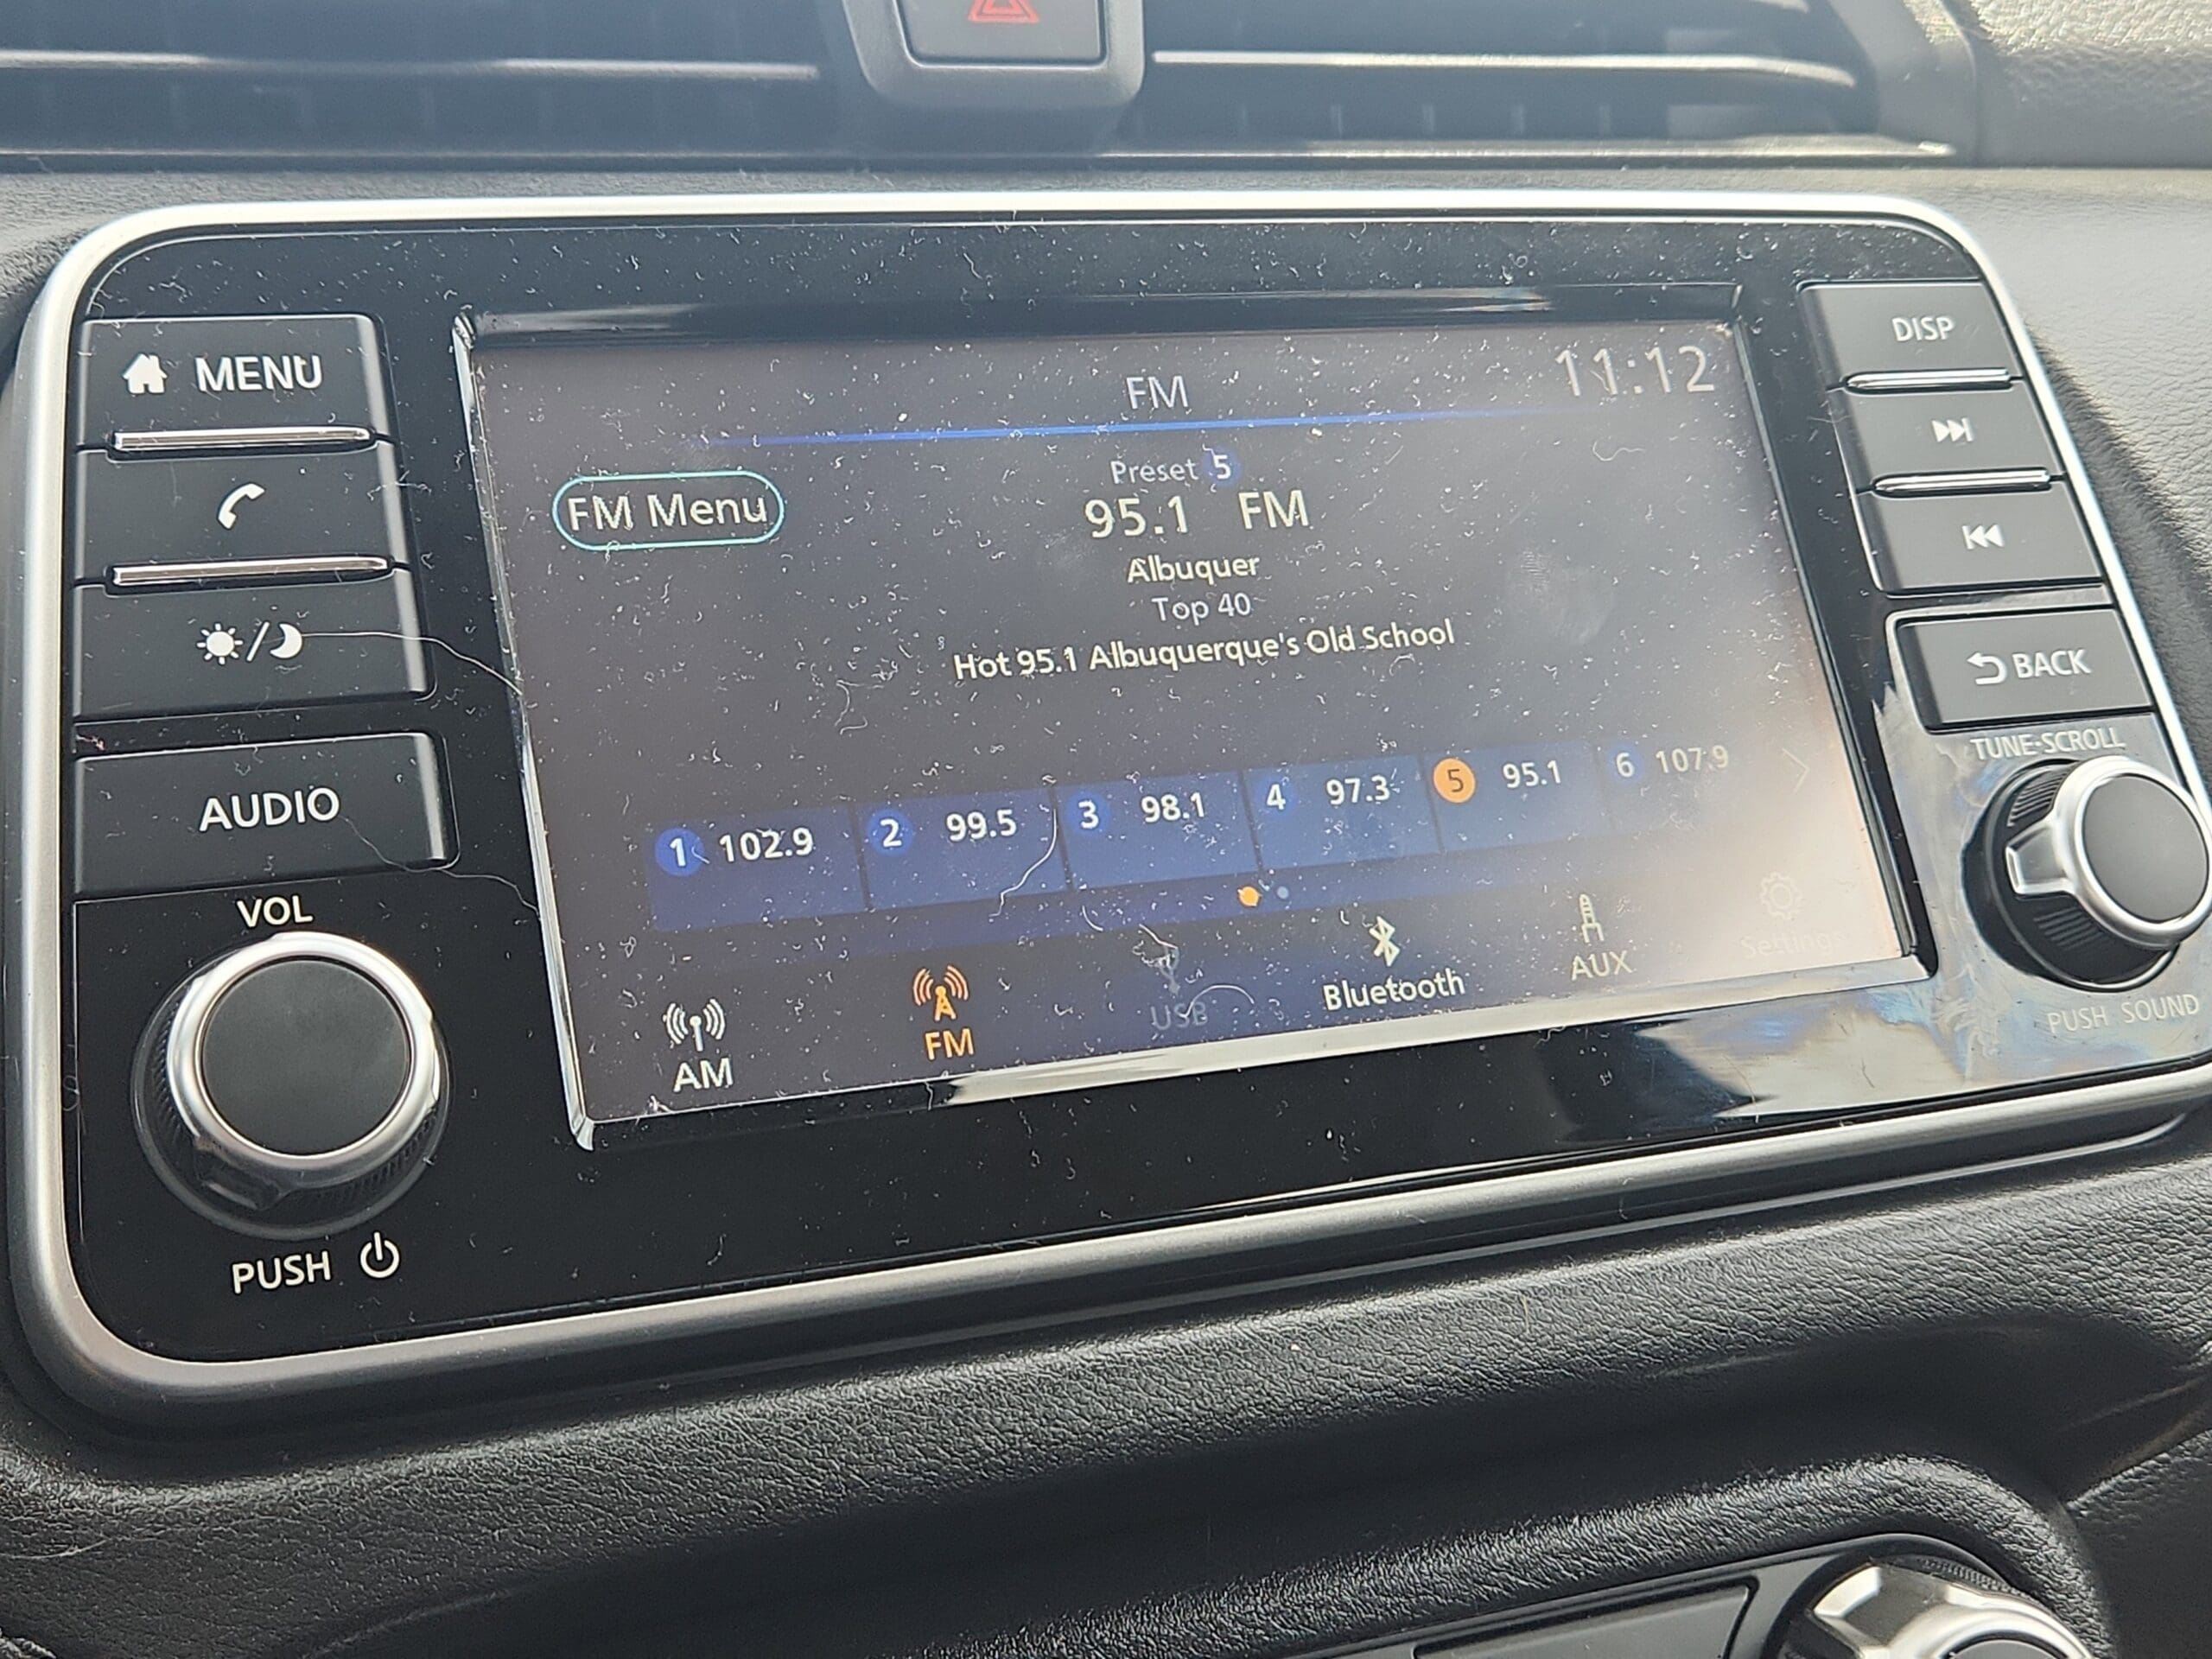 MENU
AUDIO
VOL
PUSH
FM
11:12
FM Menu
Preset 5
95.1 FM
Albuquer
Top 40
Hot 95.1 Albuquerque's Old School
1 102.9 2 99.5 3 98.1 4 97.3 5 95.1 6 107.9
AM FM USB Bluetooth AUX Settings
DISP
BACK
TUNE·SCROLL
PUSH SOUND